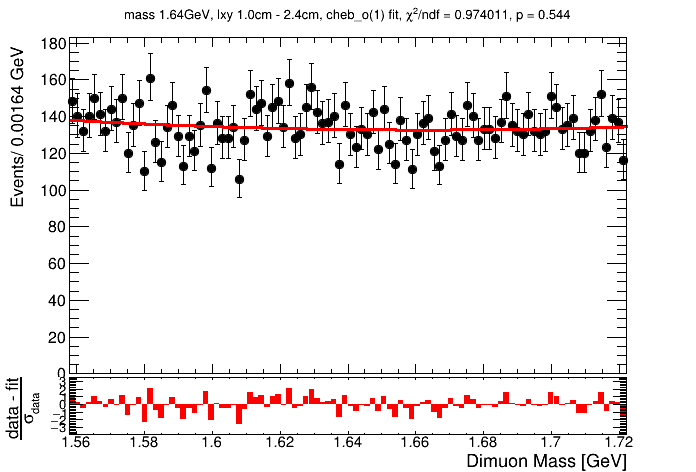 mass 1.64GeV, lxy 1.0cm - 2.4cm, cheb_o(1) fit, χ²/ndf = 0.974011, p = 0.544
Events/ 0.00164 GeV
180
160
140
120
100
80
60
40
20
0
data - fit
σdata
3
2
1
0
−1
−2
−3
1.56 1.58 1.6 1.62 1.64 1.66 1.68 1.7 1.72
Dimuon Mass [GeV]